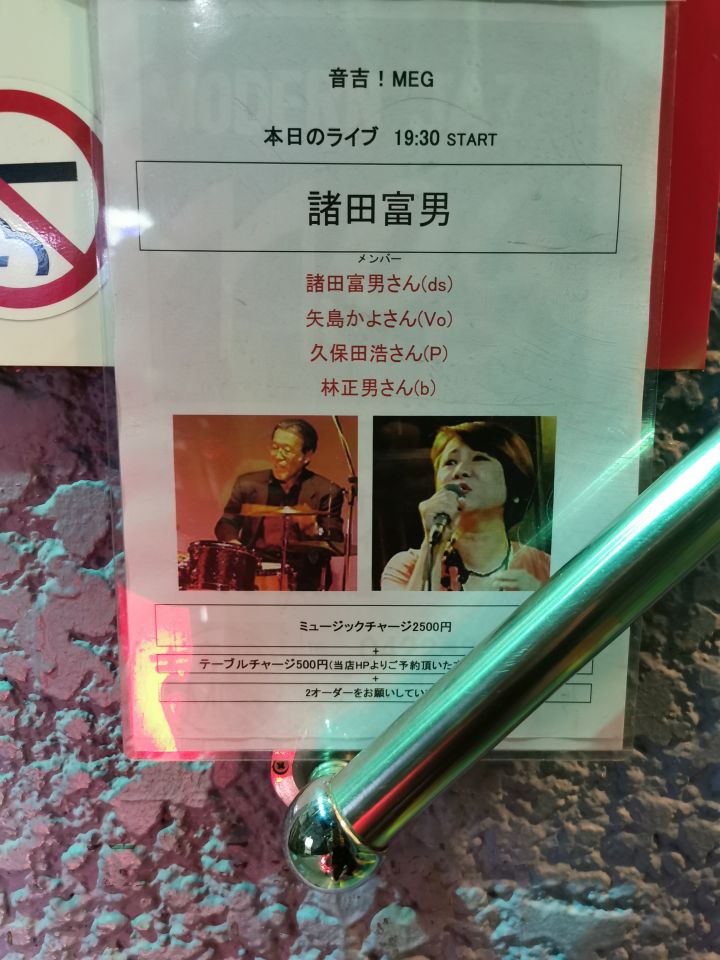 音吉！MEG
本日のライブ 19:30 START
諸田富男
メンバー
諸田富男さん(ds)
矢島かよさん(Vo)
久保田浩さん(P)
林正男さん(b)
ミュージックチャージ2500円
+
テーブルチャージ500円(当店HPよりご予約頂いた
+
2オーダーをお願いしてい